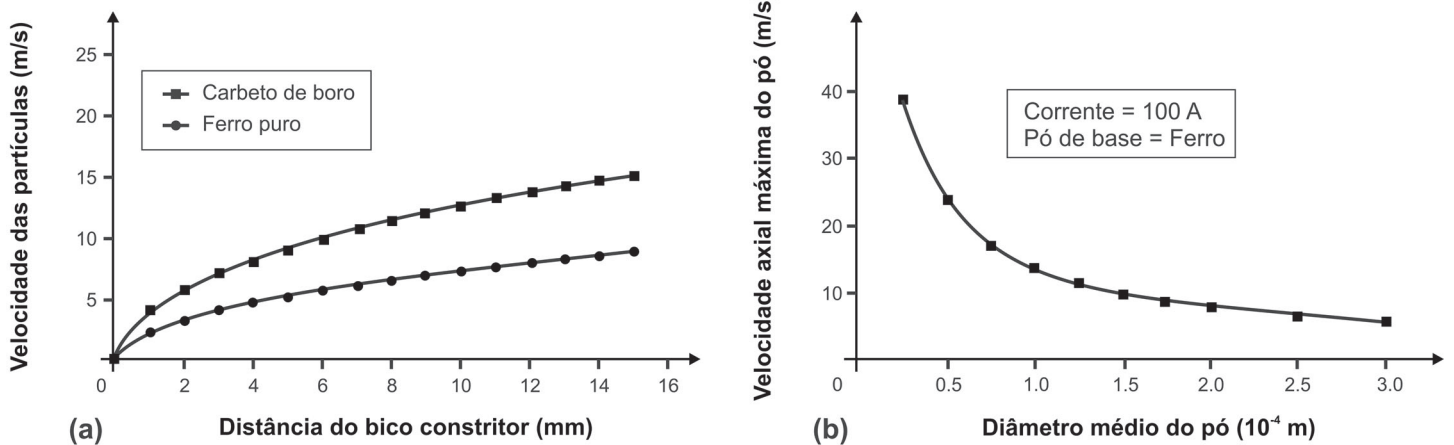 Velocidade das partículas (m/s)
25
20
15
10
5
0
2
4
6
8
10
12
14
16
Carbeto de boro
Ferro puro
Distância do bico constritor (mm)
(a)
Velocidade axial máxima do pó (m/s)
40
30
20
10
0
0.5
1.0
1.5
2.0
2.5
3.0
Corrente = 100 A
Pó de base = Ferro
Diâmetro médio do pó (10⁻⁴ m)
(b)